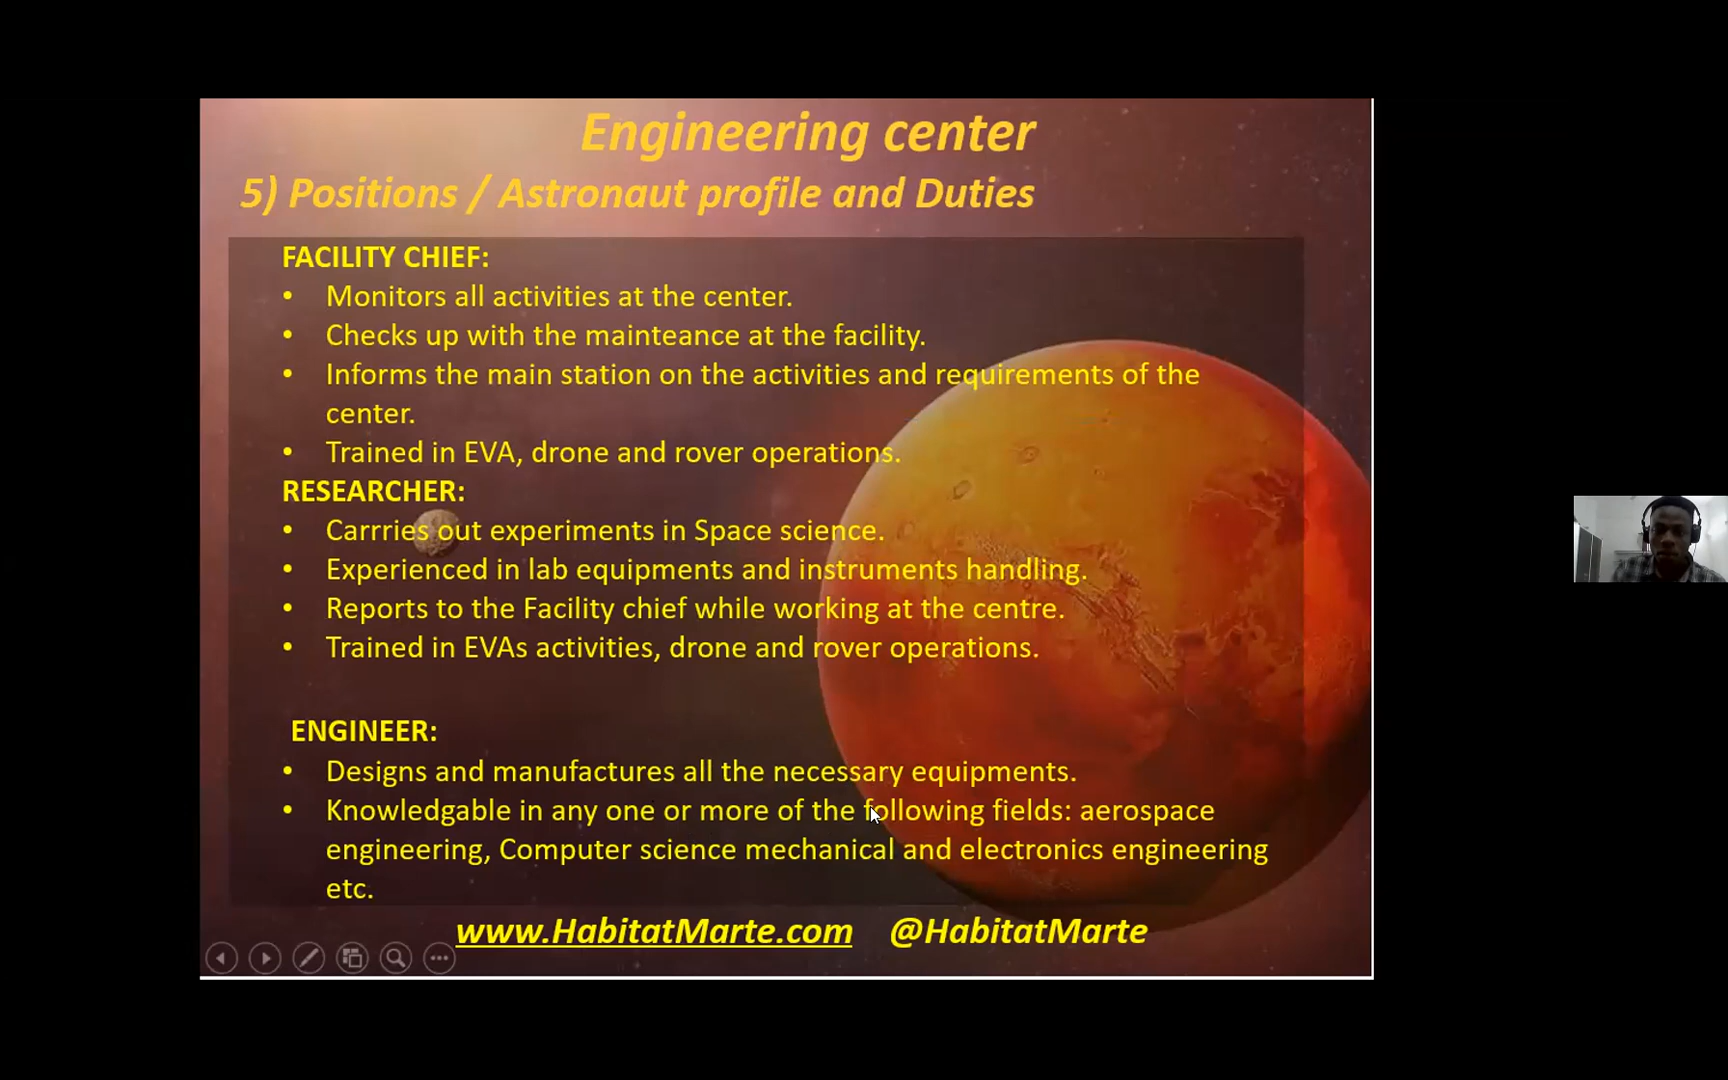 Engineering center
5) Positions / Astronaut profile and Duties
FACILITY CHIEF:
• Monitors all activities at the center.
• Checks up with the mainteance at the facility.
• Informs the main station on the activities and requirements of the
center.
• Trained in EVA, drone and rover operations.
RESEARCHER:
• Carrries out experiments in Space science.
• Experienced in lab equipments and instruments handling.
• Reports to the Facility chief while working at the centre.
• Trained in EVAs activities, drone and rover operations.
ENGINEER:
• Designs and manufactures all the necessary equipments.
• Knowledgable in any one or more of the following fields: aerospace
engineering, Computer science mechanical and electronics engineering
etc.
www.HabitatMarte.com @HabitatMarte